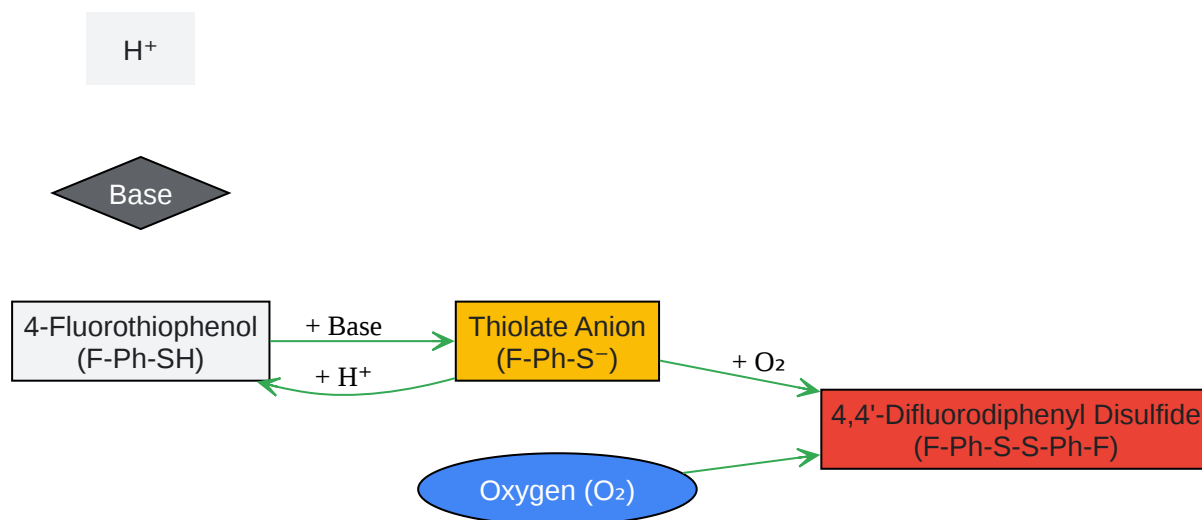 H⁺
Base
4-Fluorothiophenol
(F-Ph-SH)
+ Base
+ H⁺
Thiolate Anion
(F-Ph-S⁻)
+ O₂
4,4'-Difluorodiphenyl Disulfide
(F-Ph-S-S-Ph-F)
Oxygen (O₂)